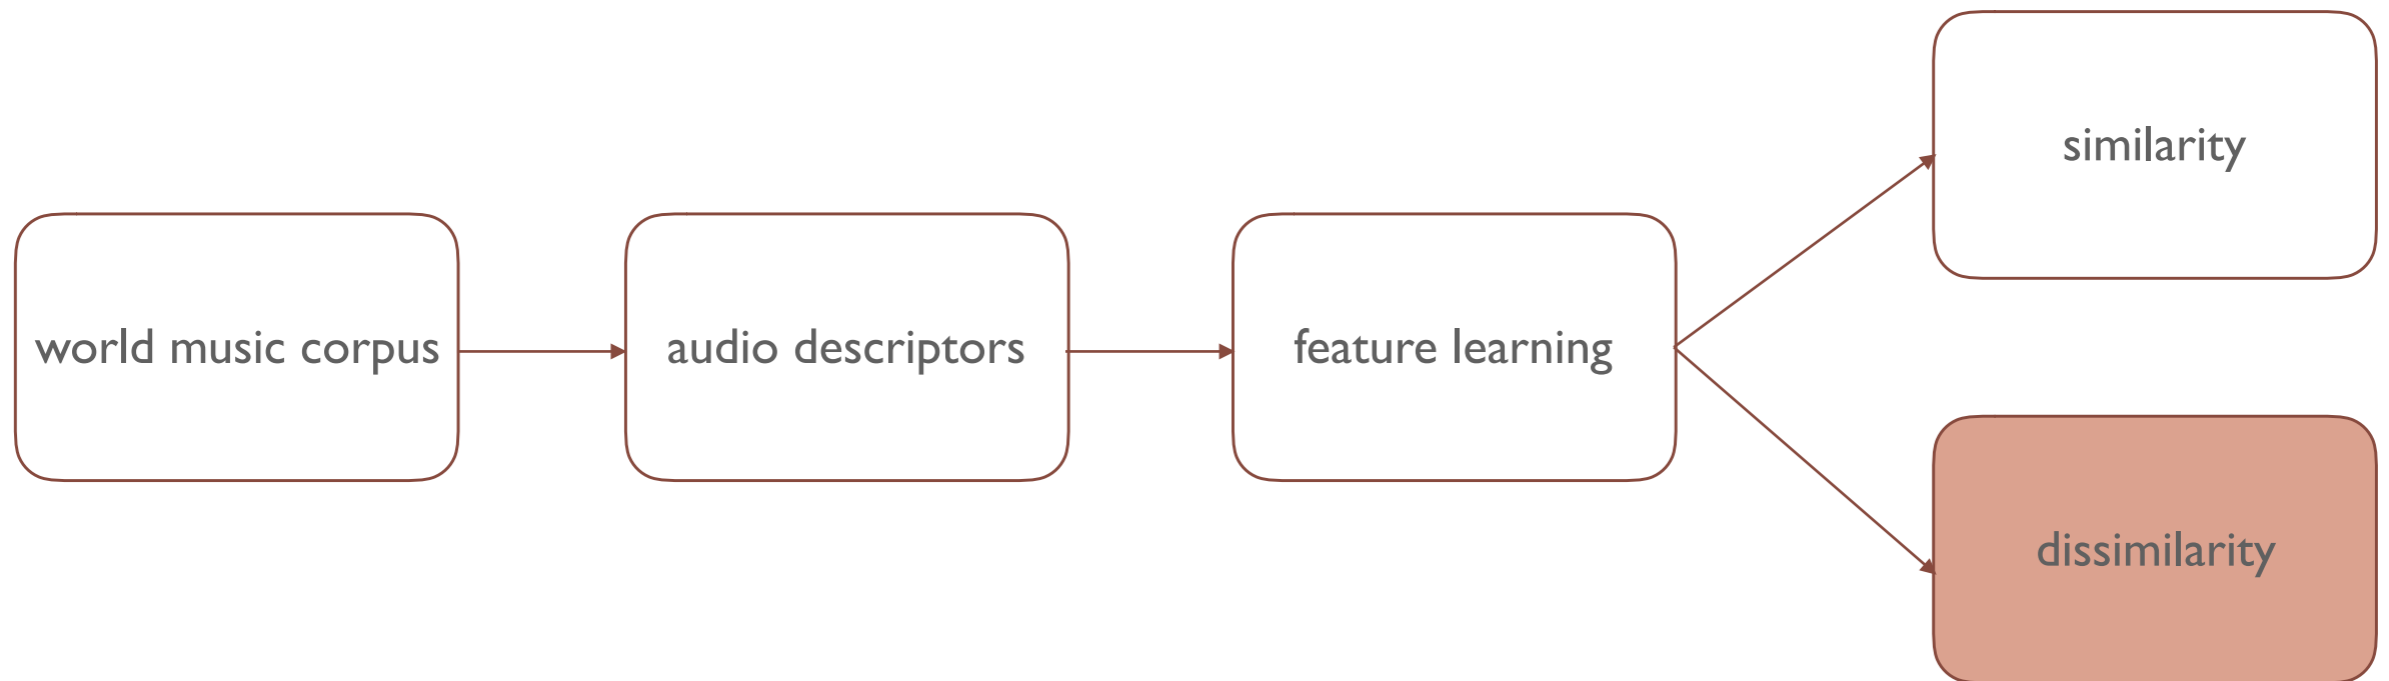 world music corpus
audio descriptors
feature learning
similarity
dissimilarity